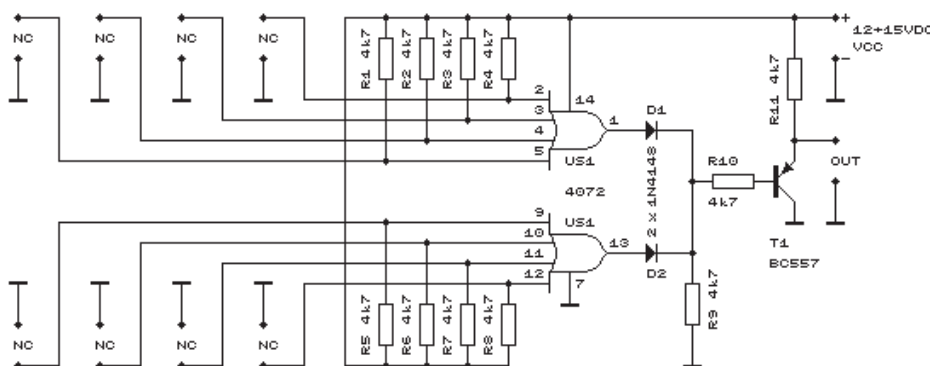 NC NC NC NC
R1 4k7
R2 4k7
R3 4k7
R4 4k7
12+15VDC
VCC
+
-
R11 4k7
2
3
4
5
14
1
US1
4072
D1
2 x 1N4148
D2
R10
4k7
OUT
T1
BC557
9
10
11
12
US1
13
7
R9 4k7
NC NC NC NC
R5 4k7
R6 4k7
R7 4k7
R8 4k7